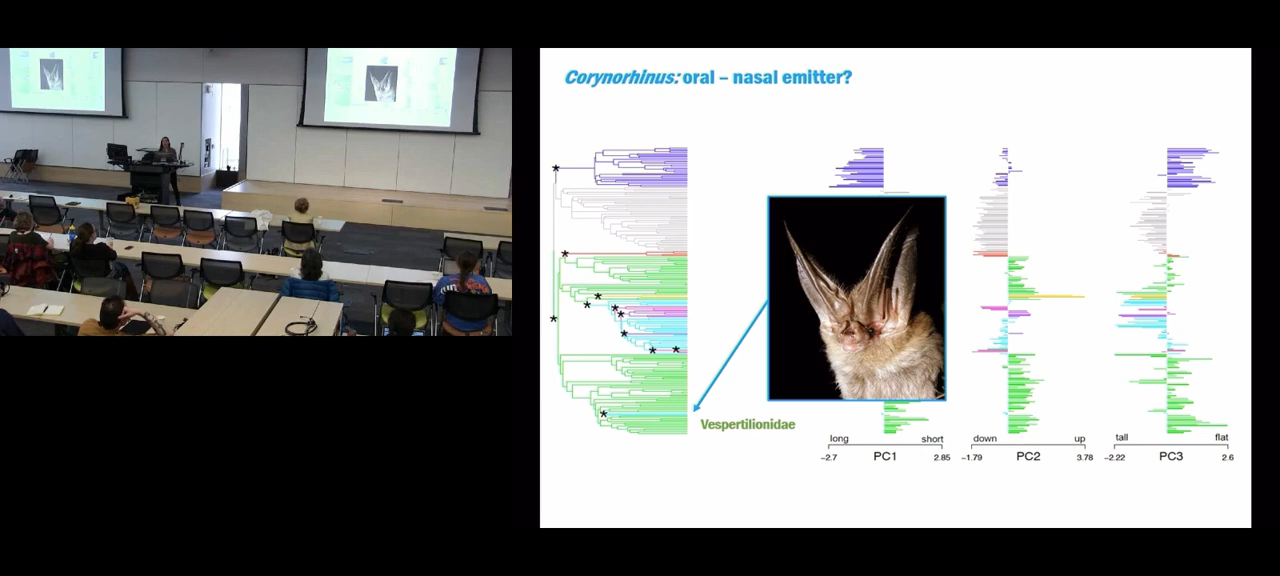 Corynorhinus: oral – nasal emitter?
Vespertilionidae
long short
-2.7 PC1 2.85
down up
-1.79 PC2 3.78
tall flat
-2.22 PC3 2.6